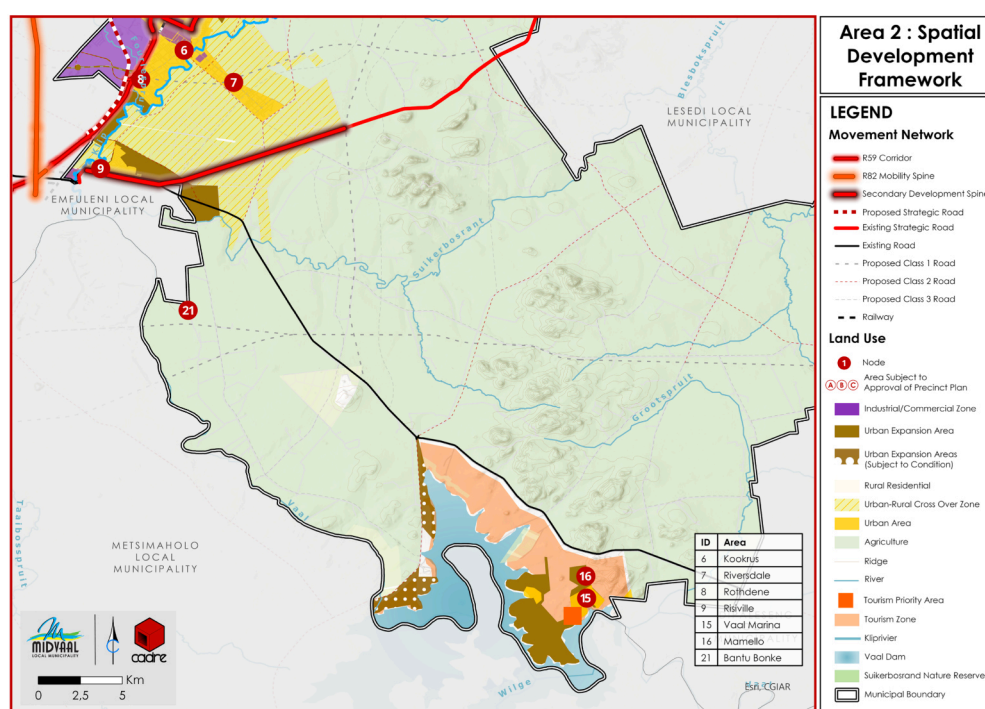 Area 2 : Spatial
Development
Framework
LEGEND
Movement Network
R59 Corridor
R82 Mobility Spine
Secondary Development Spine
Proposed Strategic Road
Existing Strategic Road
Existing Road
Proposed Class 1 Road
Proposed Class 2 Road
Proposed Class 3 Road
Railway
Land Use
1 Node
A B C Area Subject to
Approval of Precinct Plan
Industrial/Commercial Zone
Urban Expansion Area
Urban Expansion Areas
(Subject to Condition)
Rural Residential
Urban-Rural Cross Over Zone
Urban Area
Agriculture
Ridge
River
Tourism Priority Area
Tourism Zone
Kliprivier
Vaal Dam
Suikerbosrand Nature Reserve
Municipal Boundary
6
7
8
9
EMFULENI LOCAL
MUNICIPALITY
LESEDI LOCAL
MUNICIPALITY
Blesbokspruit
Suikerbosrant
21
Grootspruit
Vaal
Taaibosspruit
METSIMAHOLO
LOCAL
MUNICIPALITY
16
15
Wilge
ID Area
6 Kookrus
7 Riversdale
8 Rothdene
9 Risiville
15 Vaal Marina
16 Mamello
21 Bantu Bonke
MIDVAAL
LOCAL MUNICIPALITY
C
cadre
Km
0 2,5 5
Esri, CGIAR